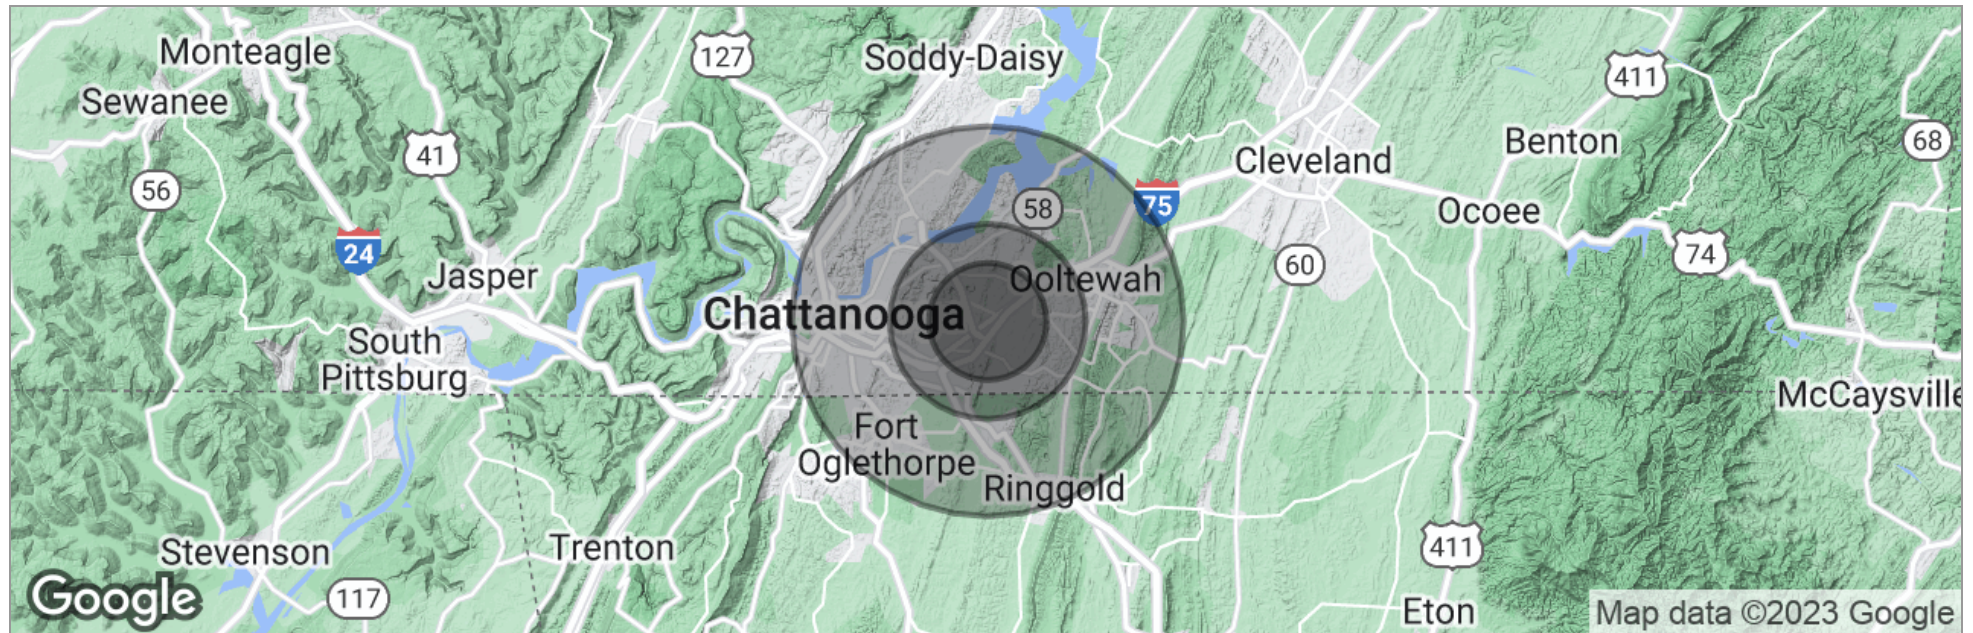 Monteagle
127
Soddy-Daisy
411
Sewanee
41
Benton
68
Cleveland
56
75
58
Ocoee
24
74
Jasper
60
Ooltewah
Chattanooga
South
Pittsburg
McCaysville
Fort
Oglethorpe
Ringgold
Stevenson
Trenton
411
Google
117
Eton
Map data ©2023 Google